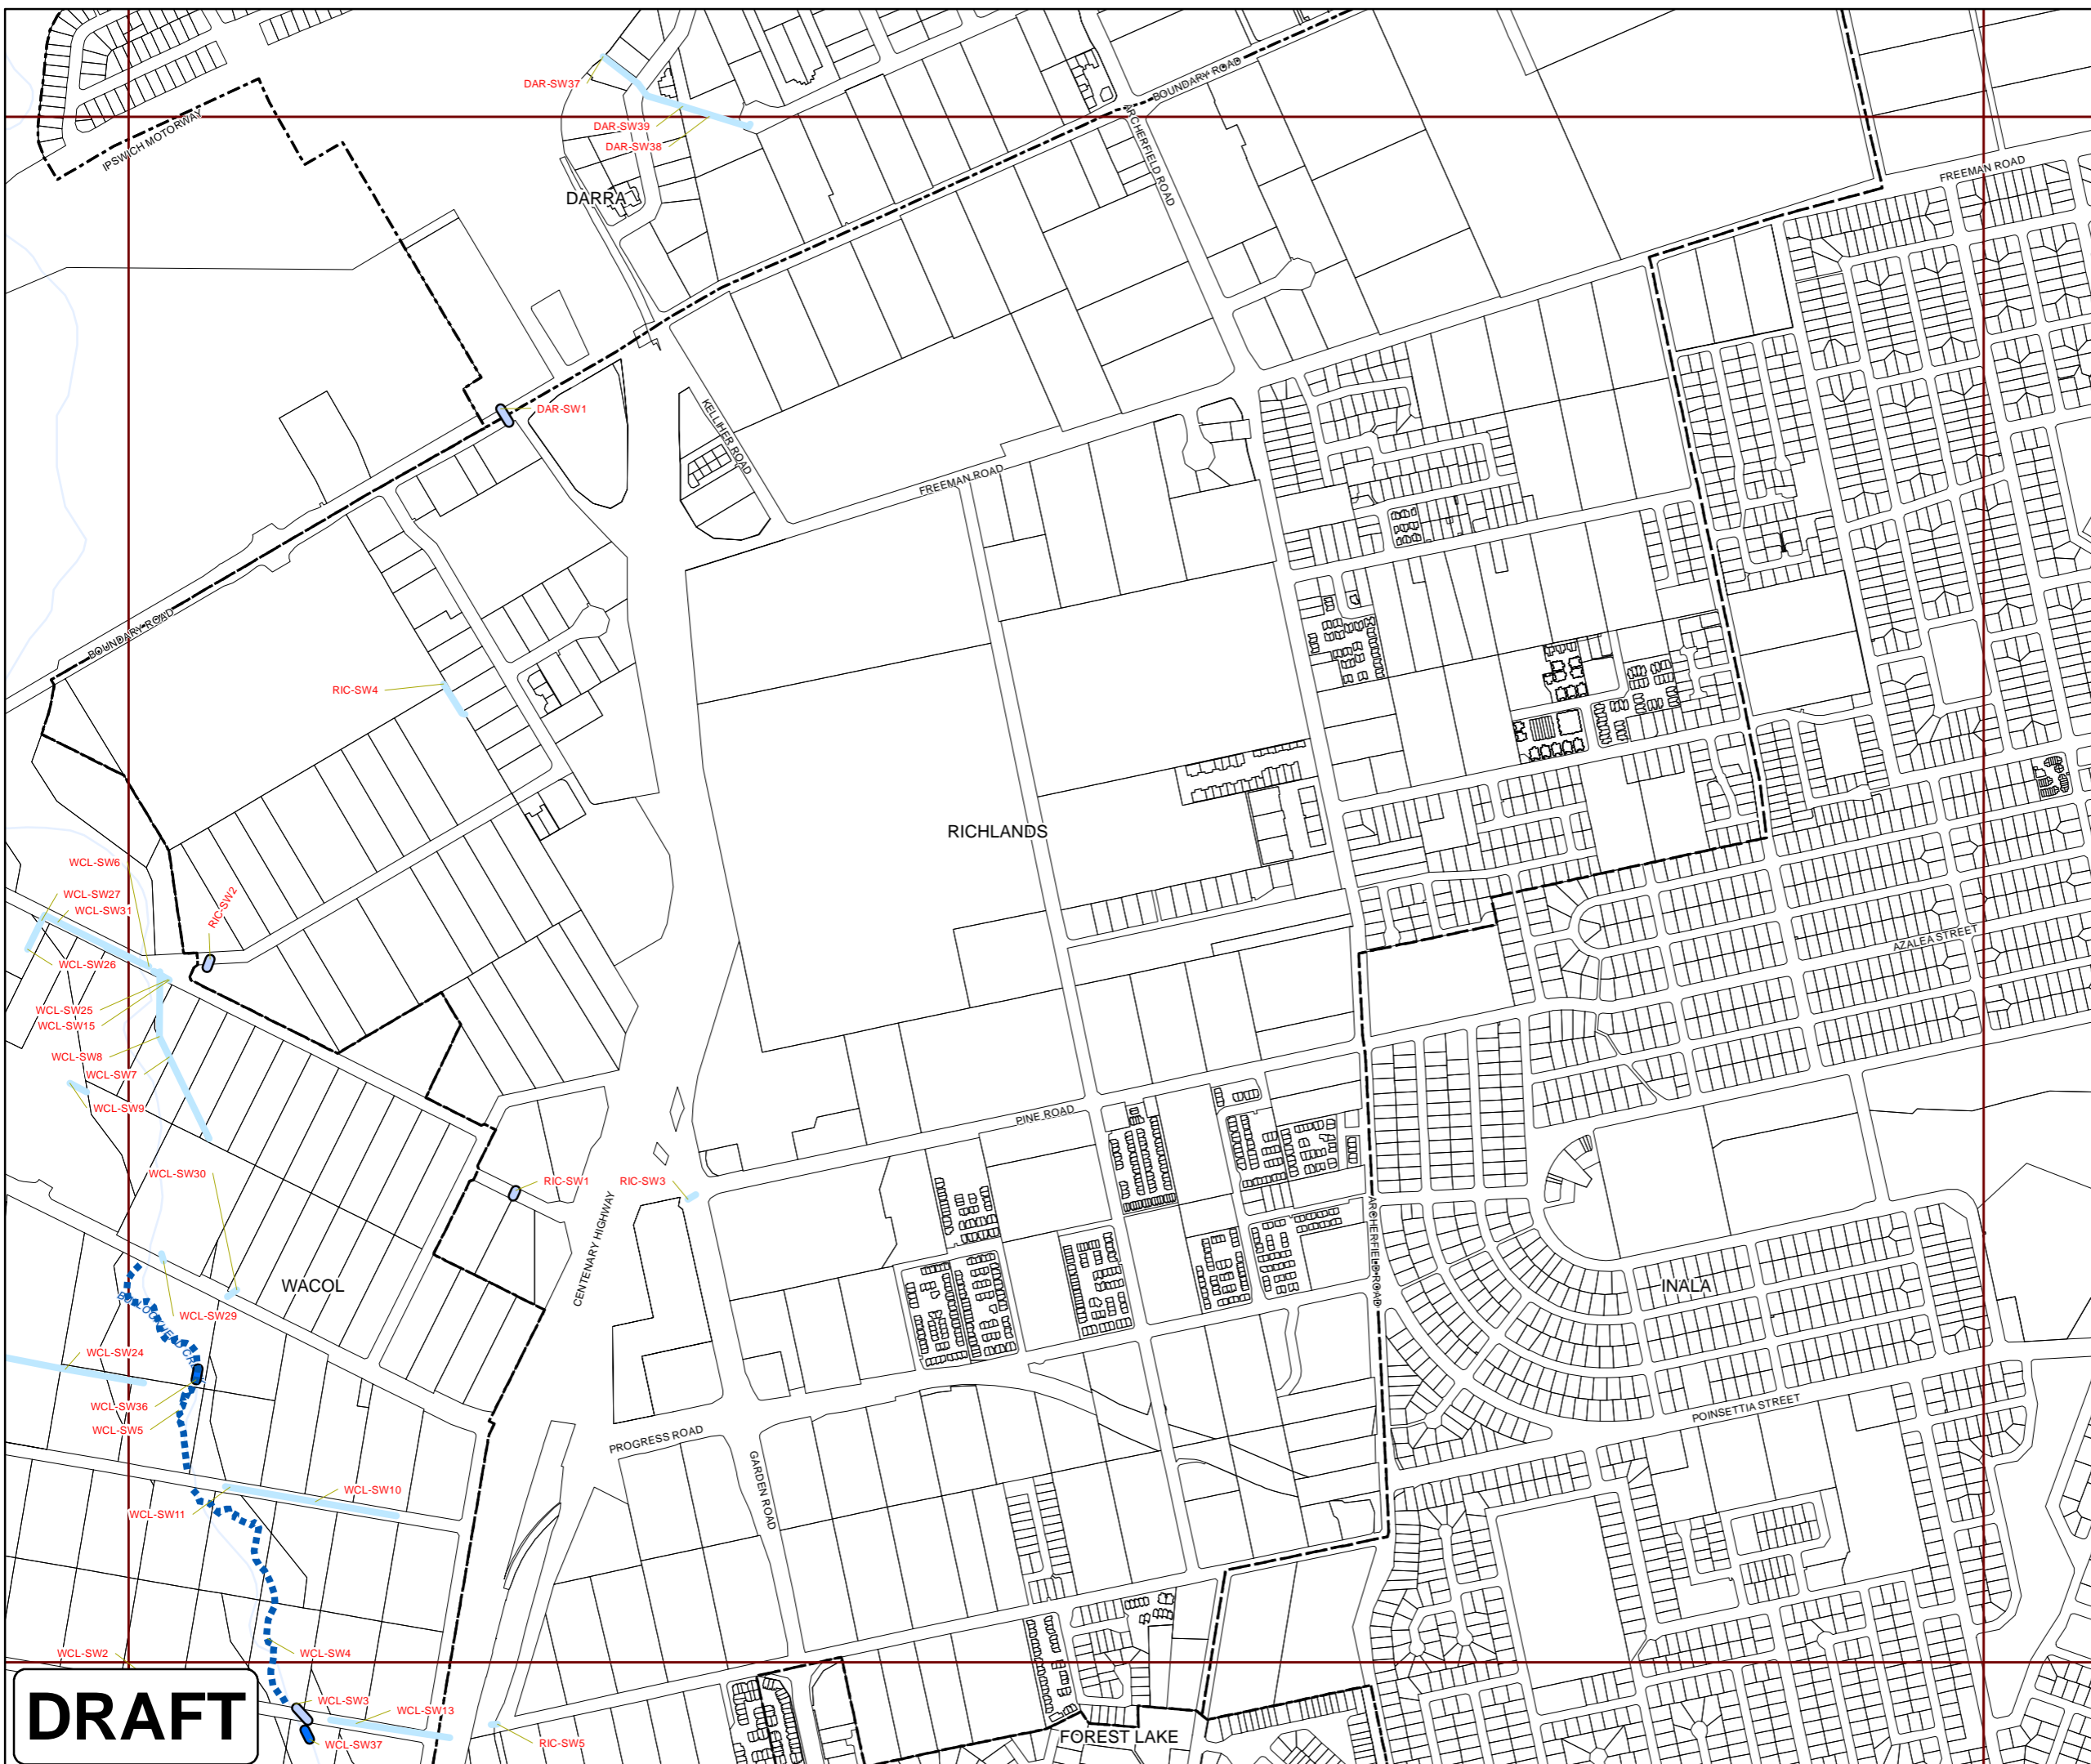 DAR-SW37
BOUNDARY ROAD
IPSWICH MOTORWAY
DAR-SW39
DAR-SW38
ARCHERFIELD ROAD
FREEMAN ROAD
DARRA
DAR-SW1
KELLIHER ROAD
FREEMAN ROAD
BOUNDARY ROAD
RIC-SW4
RICHLANDS
WCL-SW6
WCL-SW27
WCL-SW31
RIC-SW2
AZALEA STREET
WCL-SW26
WCL-SW25
WCL-SW15
WCL-SW8
WCL-SW7
WCL-SW9
PINE ROAD
WCL-SW30
RIC-SW1
RIC-SW3
CENTENARY HIGHWAY
ARCHERFIELD ROAD
WACOL
INALA
WCL-SW29
WCL-SW24
WCL-SW36
POINSETTIA STREET
WCL-SW5
PROGRESS ROAD
GARDEN ROAD
WCL-SW10
WCL-SW11
WCL-SW2
WCL-SW4
WCL-SW3
WCL-SW13
DRAFT
FOREST LAKE
WCL-SW37
RIC-SW5